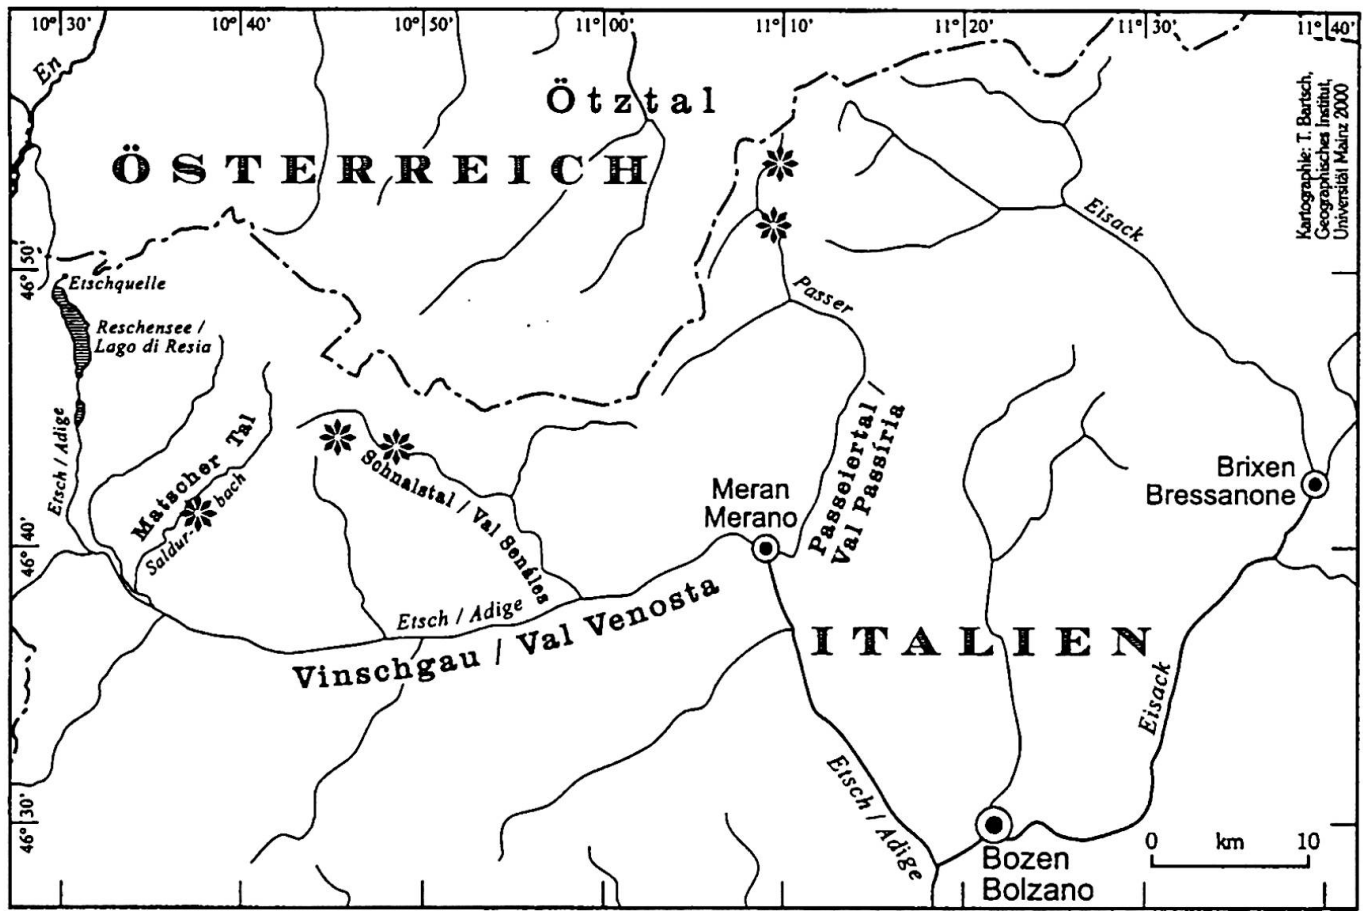 10°30'
10°40'
10°50'
11°00'
11°10'
11°20'
11°30'
11°40'
En
Ötztal
ÖSTERREICH
Kartographie: T. Bartsch,
Geographisches Institut,
Universität Mainz 2000
Eisack
46°50'
Etschquelle
Passer
Reschensee /
Lago di Resia
Etsch / Adige
Matscher Tal
Schnalstal / Val Senáles
Passeiertal /
Val Passíria
Brixen
Bressanone
Meran
Merano
Saldur-bach
46°40'
Etsch / Adige
Vinschgau / Val Venosta
ITALIEN
Eisack
Etsch / Adige
46°30'
0 km 10
Bozen
Bolzano